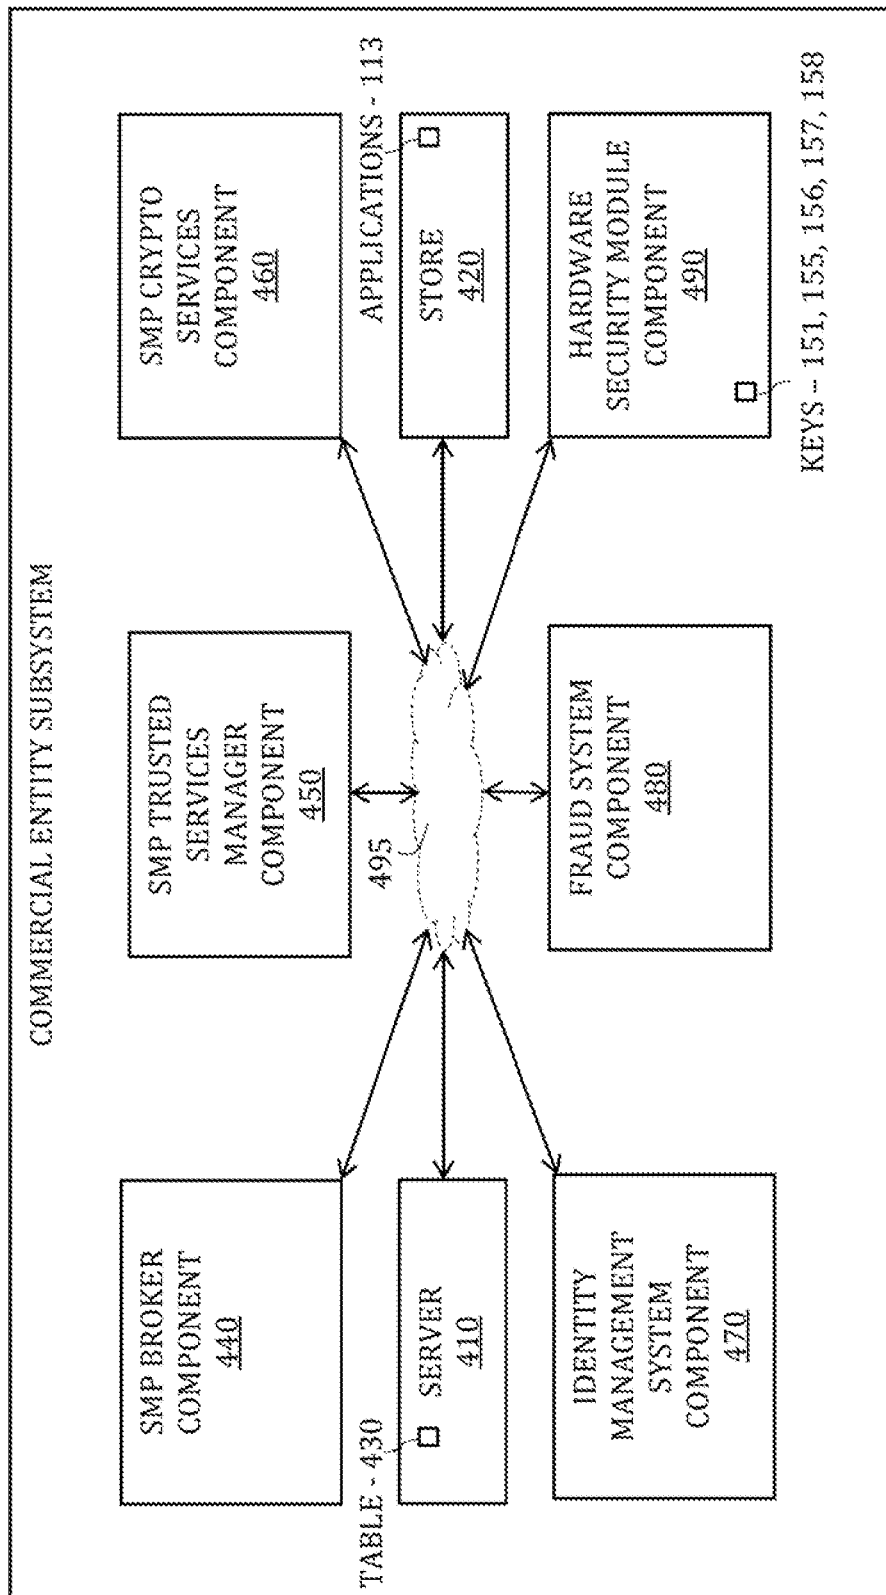 COMMERCIAL ENTITY SUBSYSTEM
SMP BROKER
COMPONENT
440
SMP TRUSTED
SERVICES
MANAGER
COMPONENT
450
SMP CRYPTO
SERVICES
COMPONENT
460
TABLE - 430
SERVER
410
495
APPLICATIONS - 113
STORE
420
IDENTITY
MANAGEMENT
SYSTEM
COMPONENT
470
FRAUD SYSTEM
COMPONENT
480
HARDWARE
SECURITY MODULE
COMPONENT
490
KEYS – 151, 155, 156, 157, 158